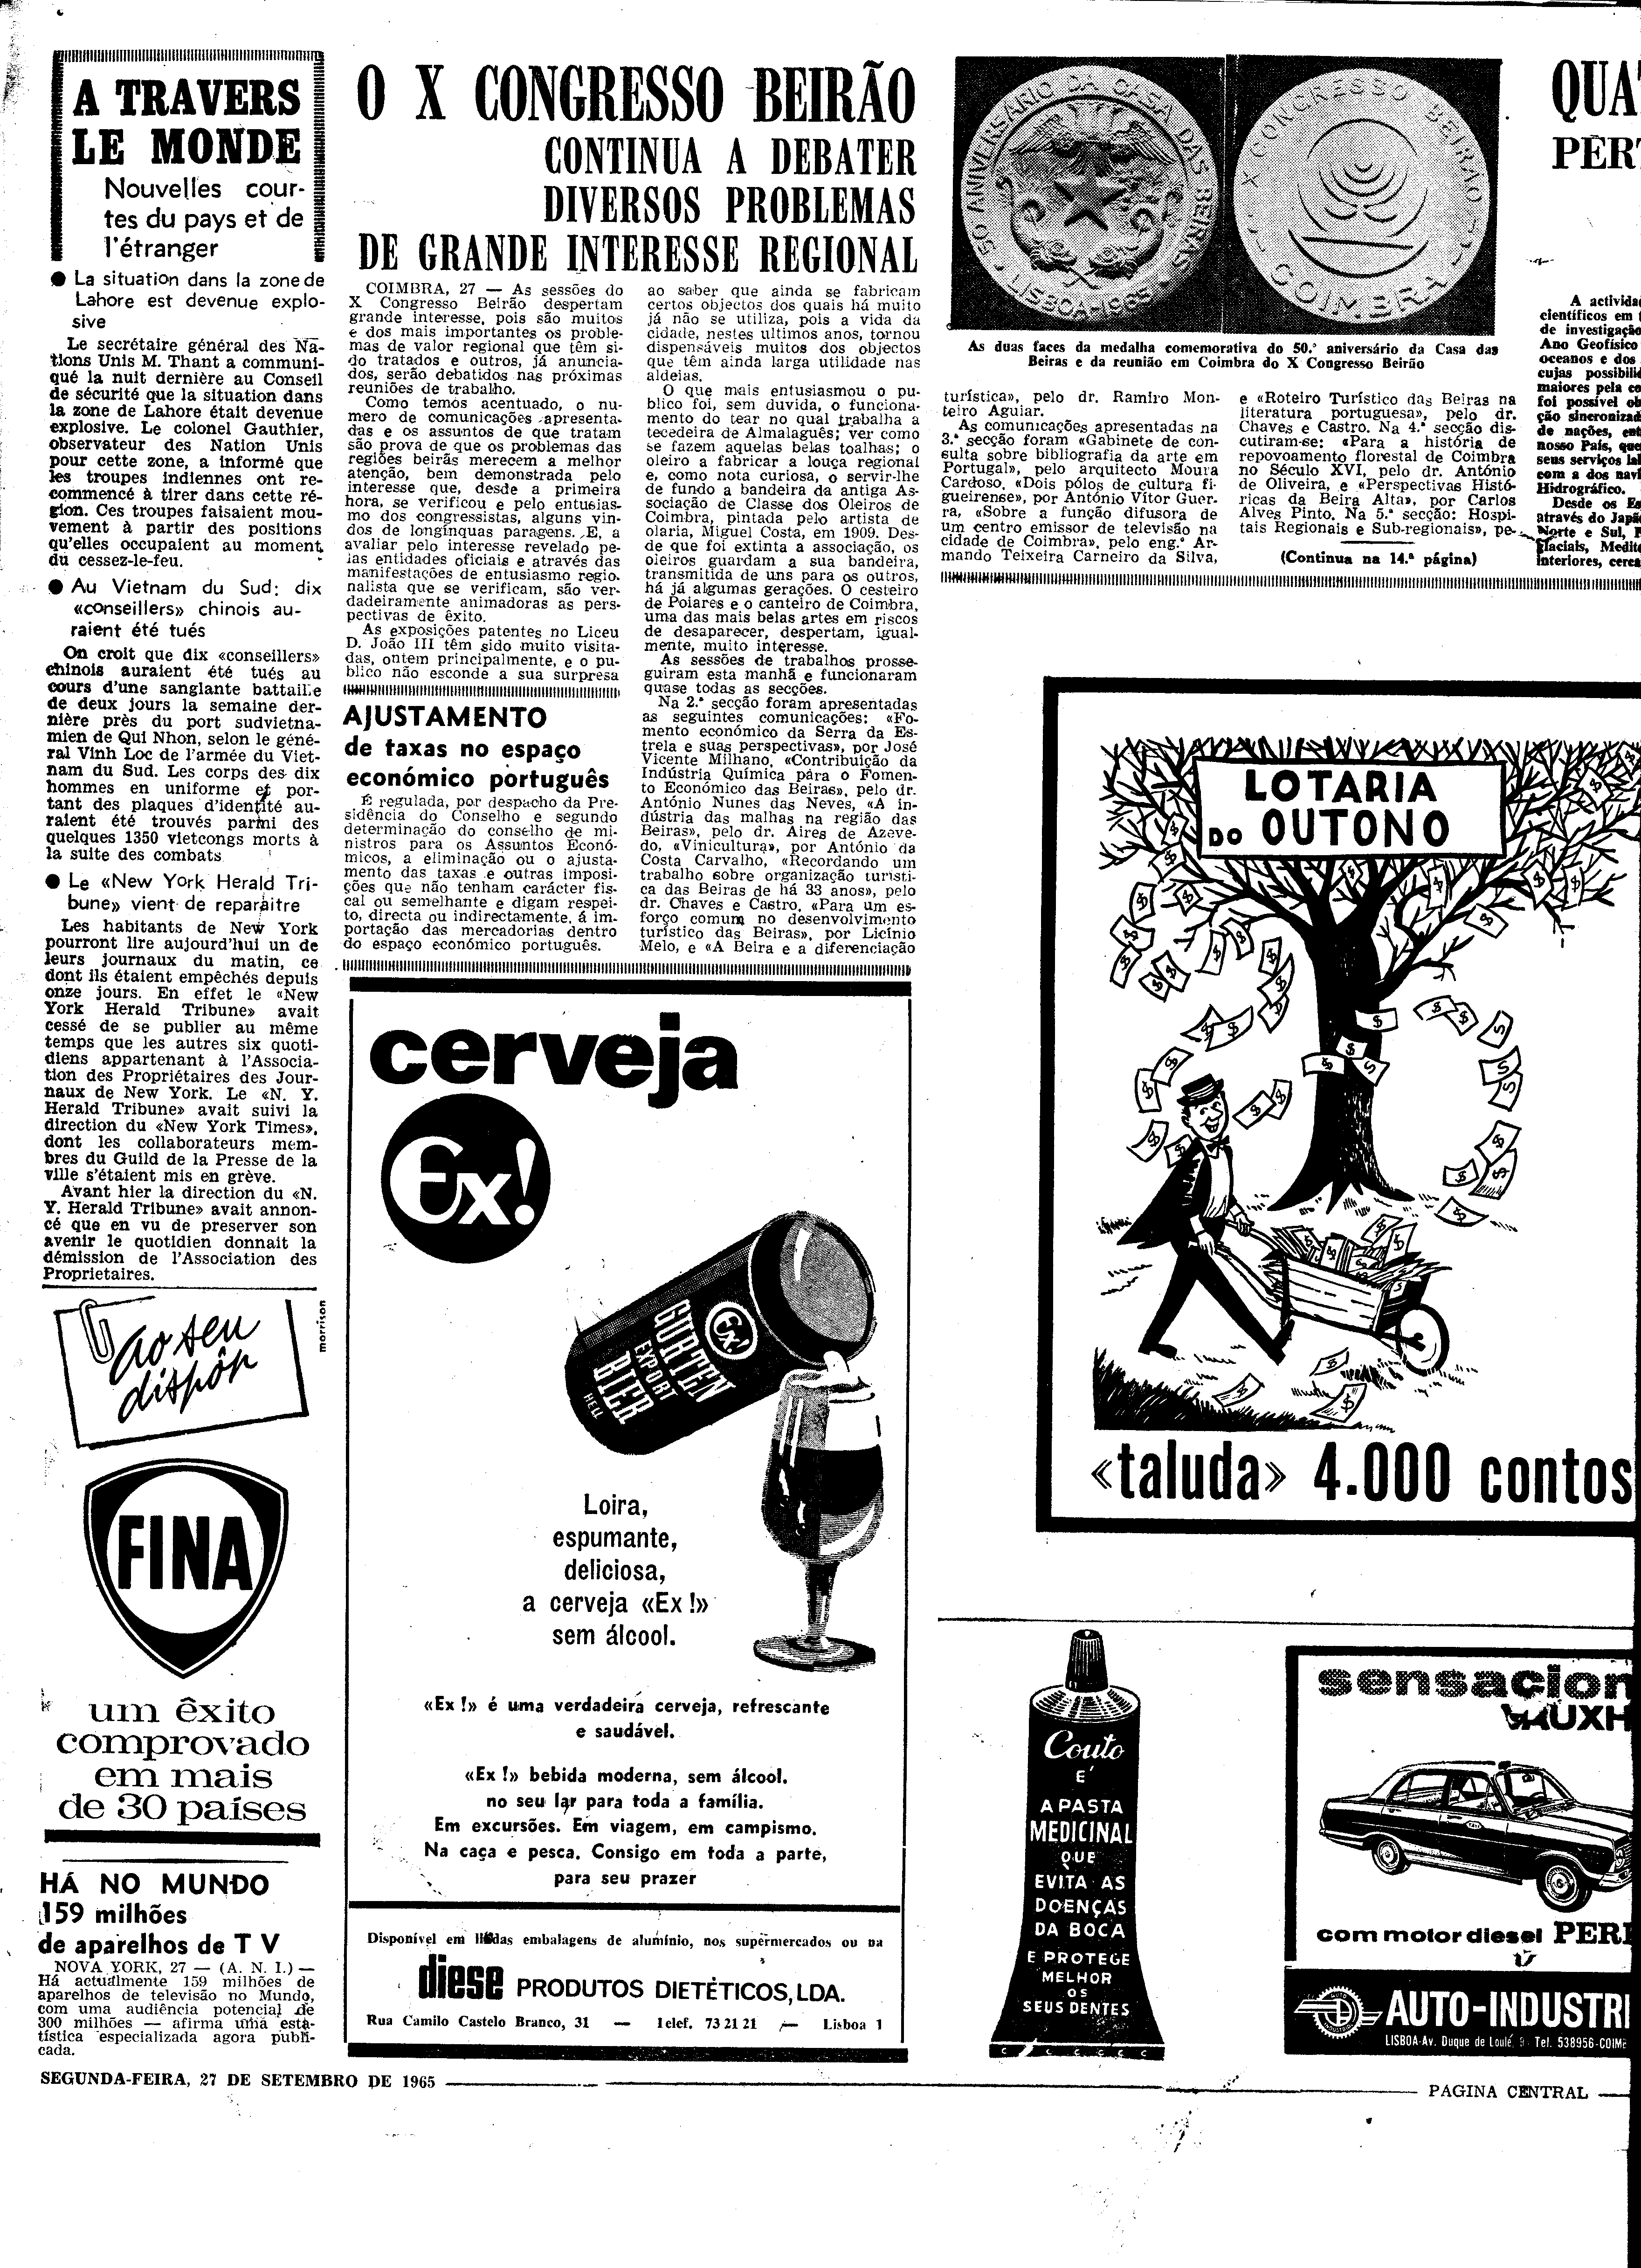 A TRAVERS
LE MONDE
Nouvelles cour-
tes du pays et de
l'étranger
● La situation dans la zone de
Lahore est devenue explo-
sive
Le secrétaire général des Na-
tions Unis M. Thant a communi-
qué la nuit dernière au Conseil
de sécurité que la situation dans
la zone de Lahore était devenue
explosive. Le colonel Gauthier,
observateur des Nation Unis
pour cette zone, a informé que
les troupes indiennes ont re-
commencé à tirer dans cette ré-
gion. Ces troupes faisaient mou-
vement à partir des positions
qu'elles occupaient au moment
du cessez-le-feu.
● Au Vietnam du Sud: dix
«conseillers» chinois au-
raient été tués
On croit que dix «conseillers»
chinois auraient été tués au
cours d'une sanglante bataille
de deux jours la semaine der-
nière près du port sudvietna-
mien de Qui Nhon, selon le géné-
ral Vinh Loc de l'armée du Viet-
nam du Sud. Les corps des dix
hommes en uniforme et por-
tant des plaques d'identité au-
raient été trouvés parmi des
quelques 1350 vietcongs morts à
la suite des combats
● Le «New York Herald Tri-
bune» vient de reparaitre
Les habitants de New York
pourront lire aujourd'hui un de
leurs journaux du matin, ce
dont ils étaient empêchés depuis
onze jours. En effet le «New
York Herald Tribune» avait
cessé de se publier au même
temps que les autres six quoti-
diens appartenant à l'Associa-
tion des Propriétaires des Jour-
naux de New York. Le «N. Y.
Herald Tribune» avait suivi la
direction du «New York Times»,
dont les collaborateurs mem-
bres du Guild de la Presse de la
ville s'étaient mis en grève.
Avant hier la direction du «N.
Y. Herald Tribune» avait annon-
cé que en vu de preserver son
avenir le quotidien donnait la
démission de l'Association des
Proprietaires.
morrison
ao seu
dispôr
FINA
um êxito
comprovado
em mais
de 30 países
HÁ NO MUNDO
159 milhões
de aparelhos de T V
NOVA YORK, 27 — (A. N. I.) —
Há actualmente 159 milhões de
aparelhos de televisão no Mundo,
com uma audiência potencial de
300 milhões — afirma uma esta-
tística especializada agora publi-
cada.
O X CONGRESSO BEIRÃO
CONTINUA A DEBATER
DIVERSOS PROBLEMAS
DE GRANDE INTERESSE REGIONAL
COIMBRA, 27 — As sessões do
X Congresso Beirão despertam
grande interesse, pois são muitos
e dos mais importantes os proble-
mas de valor regional que têm si-
do tratados e outros, já anuncia-
dos, serão debatidos nas próximas
reuniões de trabalho.
Como temos acentuado, o nu-
mero de comunicações apresenta-
das e os assuntos de que tratam
são prova de que os problemas das
regiões beirãs merecem a melhor
atenção, bem demonstrada pelo
interesse que, desde a primeira
hora, se verificou e pelo entusias-
mo dos congressistas, alguns vin-
dos de longínquas paragens. E, a
avaliar pelo interesse revelado pe-
las entidades oficiais e através das
manifestações de entusiasmo regio-
nalista que se verificam, são ver-
dadeiramente animadoras as pers-
pectivas de êxito.
As exposições patentes no Liceu
D. João III têm sido muito visita-
das, ontem principalmente, e o pu-
blico não esconde a sua surpresa
ao saber que ainda se fabricam
certos objectos dos quais há muito
já não se utiliza, pois a vida da
cidade, nestes ultimos anos, tornou
dispensáveis muitos dos objectos
que têm ainda larga utilidade nas
aldeias.
O que mais entusiasmou o pu-
blico foi, sem duvida, o funciona-
mento do tear no qual trabalha a
tecedeira de Almalaguês; ver como
se fazem aquelas belas toalhas; o
oleiro a fabricar a louça regional
e, como nota curiosa, o servir-lhe
de fundo a bandeira da antiga As-
sociação de Classe dos Oleiros de
Coimbra, pintada pelo artista de
olaria, Miguel Costa, em 1909. Des-
de que foi extinta a associação, os
oleiros guardam a sua bandeira,
transmitida de uns para os outros,
há já algumas gerações. O cesteiro
de Poiares e o canteiro de Coimbra,
uma das mais belas artes em riscos
de desaparecer, despertam, igual-
mente, muito interesse.
As sessões de trabalhos prosse-
guiram esta manhã e funcionaram
quase todas as secções.
Na 2.ª secção foram apresentadas
as seguintes comunicações: «Fo-
mento económico da Serra da Es-
trela e suas perspectivas», por José
Vicente Milhano, «Contribuição da
Indústria Química para o Fomen-
to Económico das Beiras», pelo dr.
António Nunes das Neves, «A in-
dústria das malhas na região das
Beiras», pelo dr. Aires de Azeve-
do, «Vinicultura», por António da
Costa Carvalho, «Recordando um
trabalho sobre organização turísti-
ca das Beiras de há 33 anos», pelo
dr. Chaves e Castro, «Para um es-
forço comum no desenvolvimento
turístico das Beiras», por Licínio
Melo, e «A Beira e a diferenciação
turística», pelo dr. Ramiro Mon-
teiro Aguiar.
As comunicações apresentadas na
3.ª secção foram «Gabinete de con-
sulta sobre bibliografia da arte em
Portugal», pelo arquitecto Moura
Cardoso, «Dois pólos de cultura fi-
gueirense», por António Vítor Guer-
ra, «Sobre a função difusora de
um centro emissor de televisão na
cidade de Coimbra», pelo eng.º Ar-
mando Teixeira Carneiro da Silva,
e «Roteiro Turístico das Beiras na
literatura portuguesa», pelo dr.
Chaves e Castro. Na 4.ª secção dis-
cutiram-se: «Para a história de
repovoamento florestal de Coimbra
no Século XVI, pelo dr. António
de Oliveira, e «Perspectivas Histó-
ricas da Beira Alta», por Carlos
Alves Pinto. Na 5.ª secção: Hospi-
tais Regionais e Sub-regionais», pe-
(Continua na 14.ª página)
50 ANIVERSÁRIO DA CASA DAS BEIRAS
LISBOA-1965
X CONGRESSO BEIRÃO
COIMBRA
As duas faces da medalha comemorativa do 50.º aniversário da Casa das
Beiras e da reunião em Coimbra do X Congresso Beirão
AJUSTAMENTO
de taxas no espaço
económico português
É regulada, por despacho da Pre-
sidência do Conselho e segundo
determinação do conselho de mi-
nistros para os Assuntos Econó-
micos, a eliminação ou o ajusta-
mento das taxas e outras imposi-
ções que não tenham carácter fis-
cal ou semelhante e digam respei-
to, directa ou indirectamente, á im-
portação das mercadorias dentro
do espaço económico português.
cerveja
Ex!
Ex!
GURTEN
EXPORT
BIER
HELL
Loira,
espumante,
deliciosa,
a cerveja «Ex!»
sem álcool.
«Ex!» é uma verdadeira cerveja, refrescante
e saudável.
«Ex!» bebida moderna, sem álcool.
no seu lar para toda a família.
Em excursões. Em viagem, em campismo.
Na caça e pesca. Consigo em toda a parte,
para seu prazer
Disponível em embalagens de alumínio, nos supermercados ou na
diese PRODUTOS DIETÉTICOS, LDA.
Rua Camilo Castelo Branco, 31 — Telef. 73 21 21 — Lisboa 1
QUA
PÉR
A activida
científicos em
de investigação
Ano Geofísico
oceanos e dos
cujas possibili
maiores pela co
foi possível ob
ção sincronizad
de nações, ent
nosso País, que
seus serviços la
com a dos navi
Hidrográfico.
Desde os Es
através do Japã
Norte e Sul,
glaciais, Medit
interiores, cerca
LOTARIA
DO OUTONO
«taluda» 4.000 contos
Couto
É
A PASTA
MEDICINAL
QUE
EVITA AS
DOENÇAS
DA BOCA
E PROTEGE
MELHOR
OS
SEUS DENTES
sensacion
VAUXH
TAXI
com motor diesel PER
AUTO-INDUSTRI
LISBOA-Av. Duque de Loulé, 9 - Tel. 538956-COIM
SEGUNDA-FEIRA, 27 DE SETEMBRO DE 1965
PAGINA CENTRAL